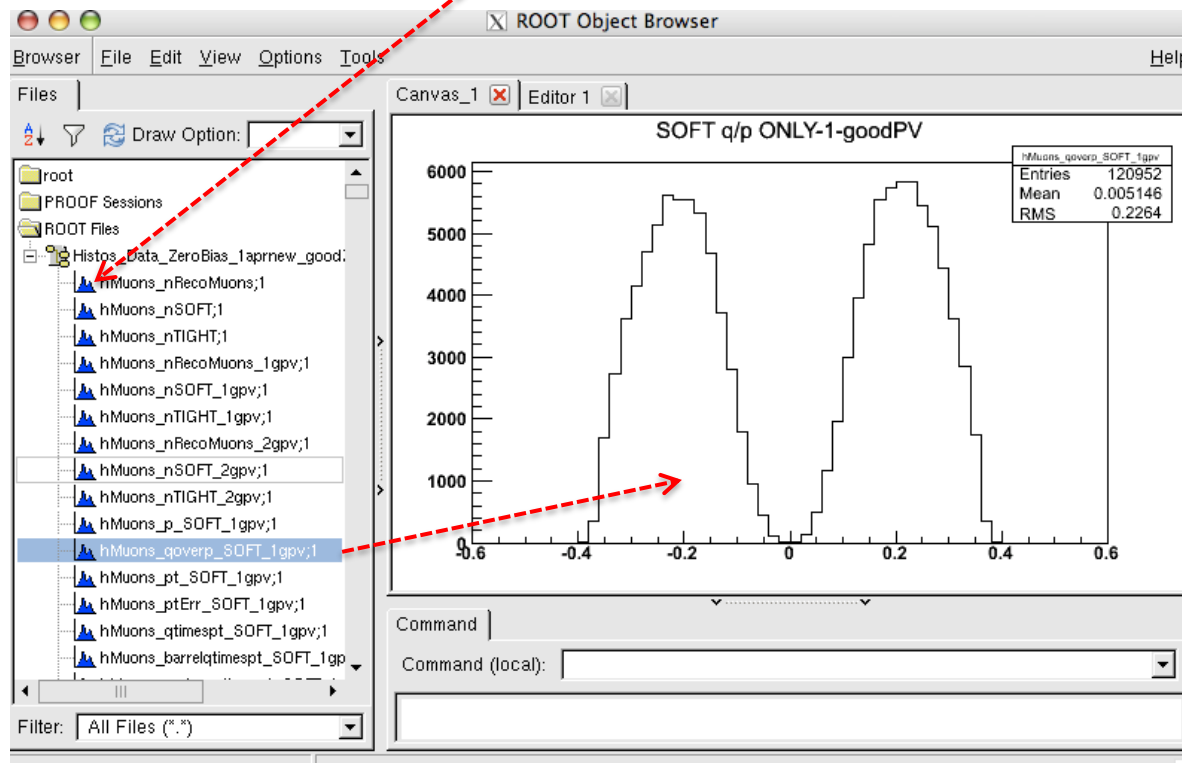 ROOT Object Browser
Browser File Edit View Options Tools Help
Files
Draw Option:
root
PROOF Sessions
ROOT Files
Histos_Data_ZeroBias_1aprnew_good
hMuons_nRecoMuons;1
hMuons_nSOFT;1
hMuons_nTIGHT;1
hMuons_nRecoMuons_1gpv;1
hMuons_nSOFT_1gpv;1
hMuons_nTIGHT_1gpv;1
hMuons_nRecoMuons_2gpv;1
hMuons_nSOFT_2gpv;1
hMuons_nTIGHT_2gpv;1
hMuons_p_SOFT_1gpv;1
hMuons_qoverp_SOFT_1gpv;1
hMuons_pt_SOFT_1gpv;1
hMuons_ptErr_SOFT_1gpv;1
hMuons_qtimespt_SOFT_1gpv;1
hMuons_barrelqtimespt_SOFT_1gp
Filter: All Files (*.*)
Canvas_1 Editor 1
SOFT q/p ONLY-1-goodPV
hMuons_qoverp_SOFT_1gpv
Entries 120952
Mean 0.005146
RMS 0.2264
6000
5000
4000
3000
2000
1000
0
-0.6 -0.4 -0.2 0 0.2 0.4 0.6
Command
Command (local):